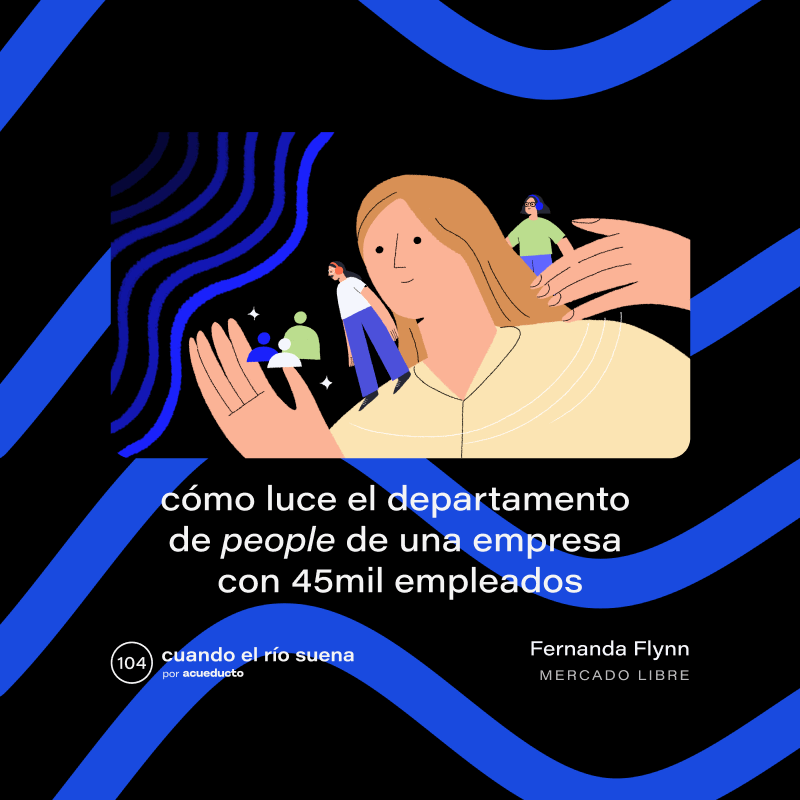 cómo luce el departamento
de people de una empresa
con 45mil empleados
104
cuando el río suena
por acueducto
Fernanda Flynn
MERCADO LIBRE